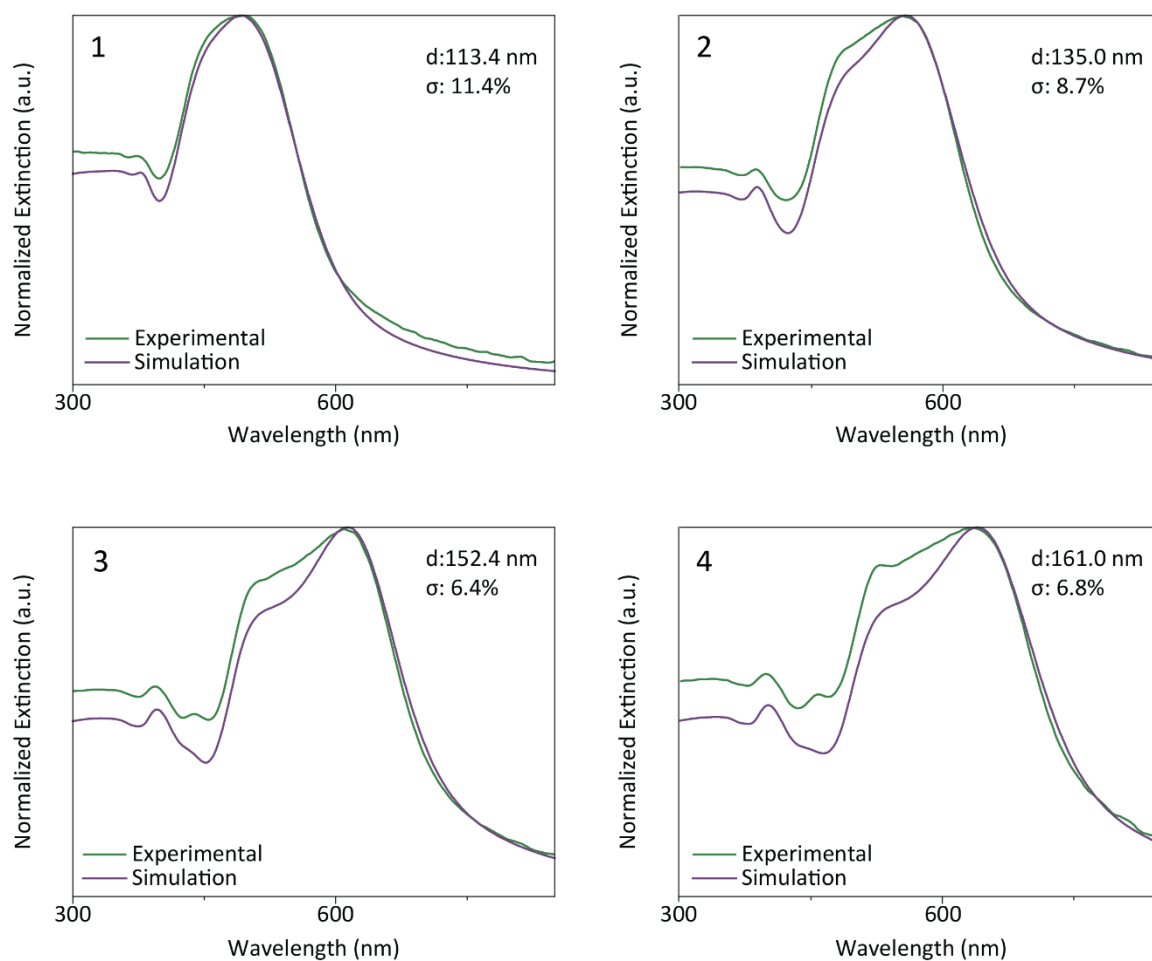 1
d:113.4 nm
σ: 11.4%
Normalized Extinction (a.u.)
Experimental
Simulation
300
600
Wavelength (nm)
2
d:135.0 nm
σ: 8.7%
Normalized Extinction (a.u.)
Experimental
Simulation
300
600
Wavelength (nm)
3
d:152.4 nm
σ: 6.4%
Normalized Extinction (a.u.)
Experimental
Simulation
300
600
Wavelength (nm)
4
d:161.0 nm
σ: 6.8%
Normalized Extinction (a.u.)
Experimental
Simulation
300
600
Wavelength (nm)